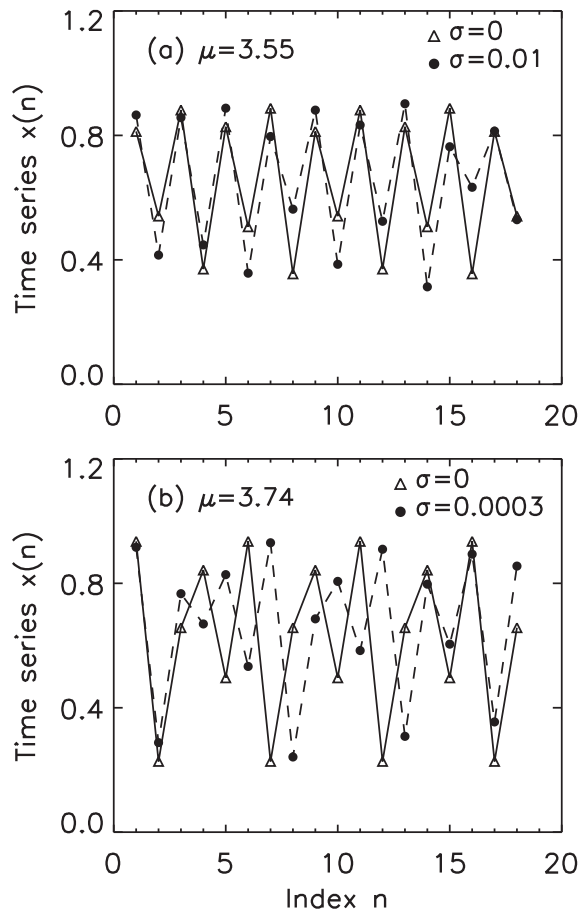 1.2
(a) μ=3.55
△ σ=0
● σ=0.01
0.8
Time series x(n)
0.4
0.0
0 5 10 15 20
1.2
(b) μ=3.74
△ σ=0
● σ=0.0003
0.8
Time series x(n)
0.4
0.0
0 5 10 15 20
Index n